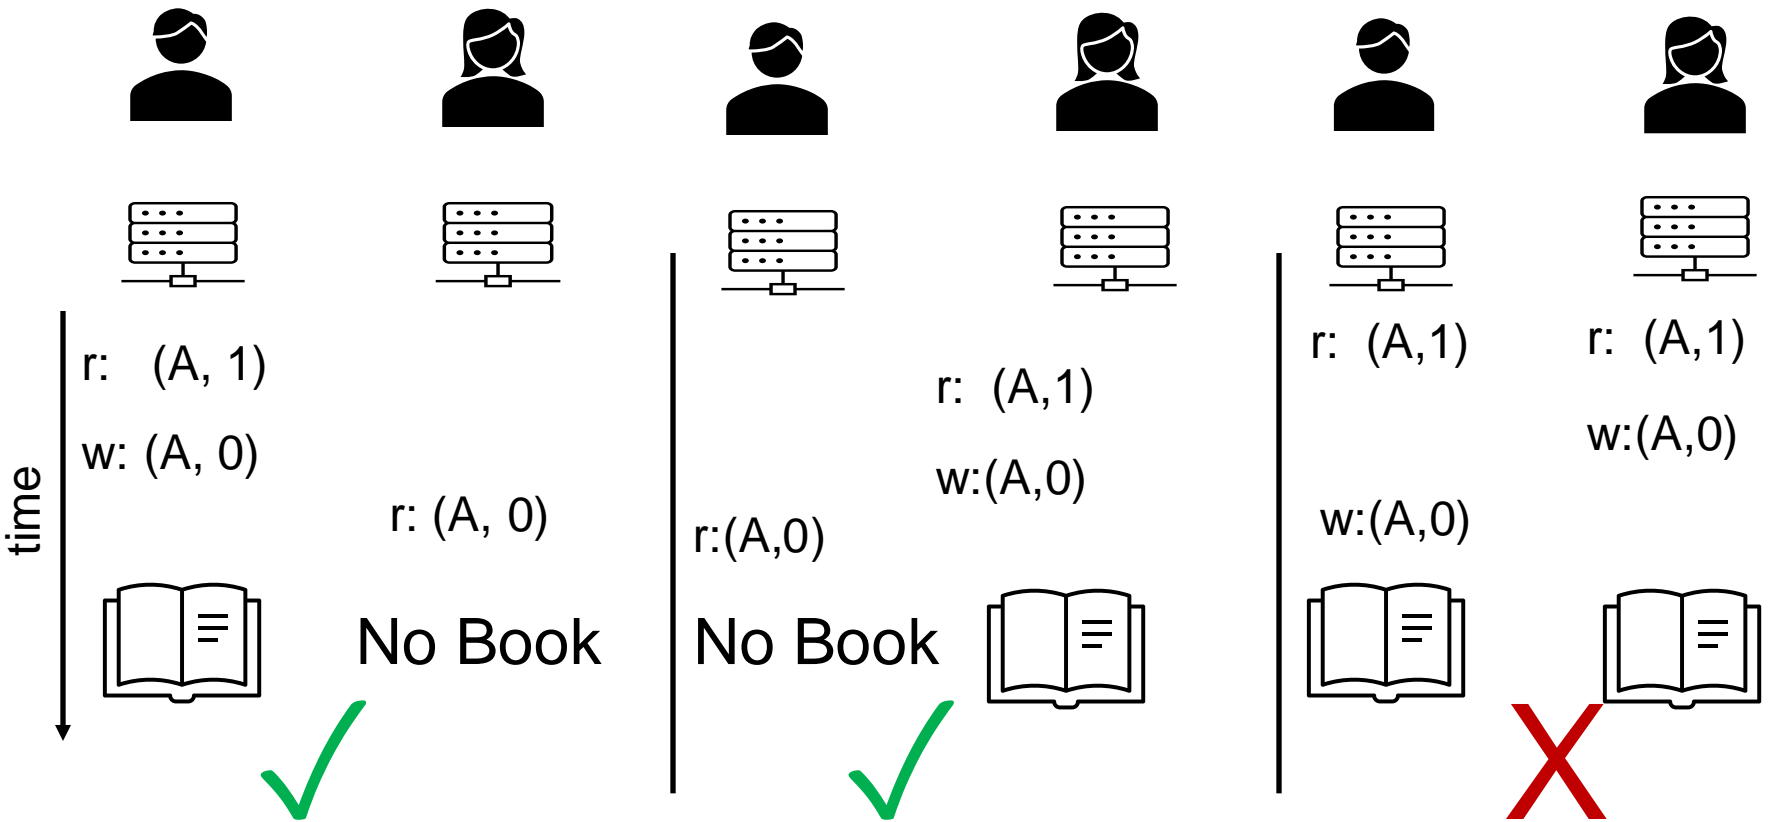 time
r: (A, 1)
w: (A, 0)
r: (A, 0)
No Book
r: (A,1)
w:(A,0)
r:(A,0)
No Book
r: (A,1)
r: (A,1)
w:(A,0)
w:(A,0)